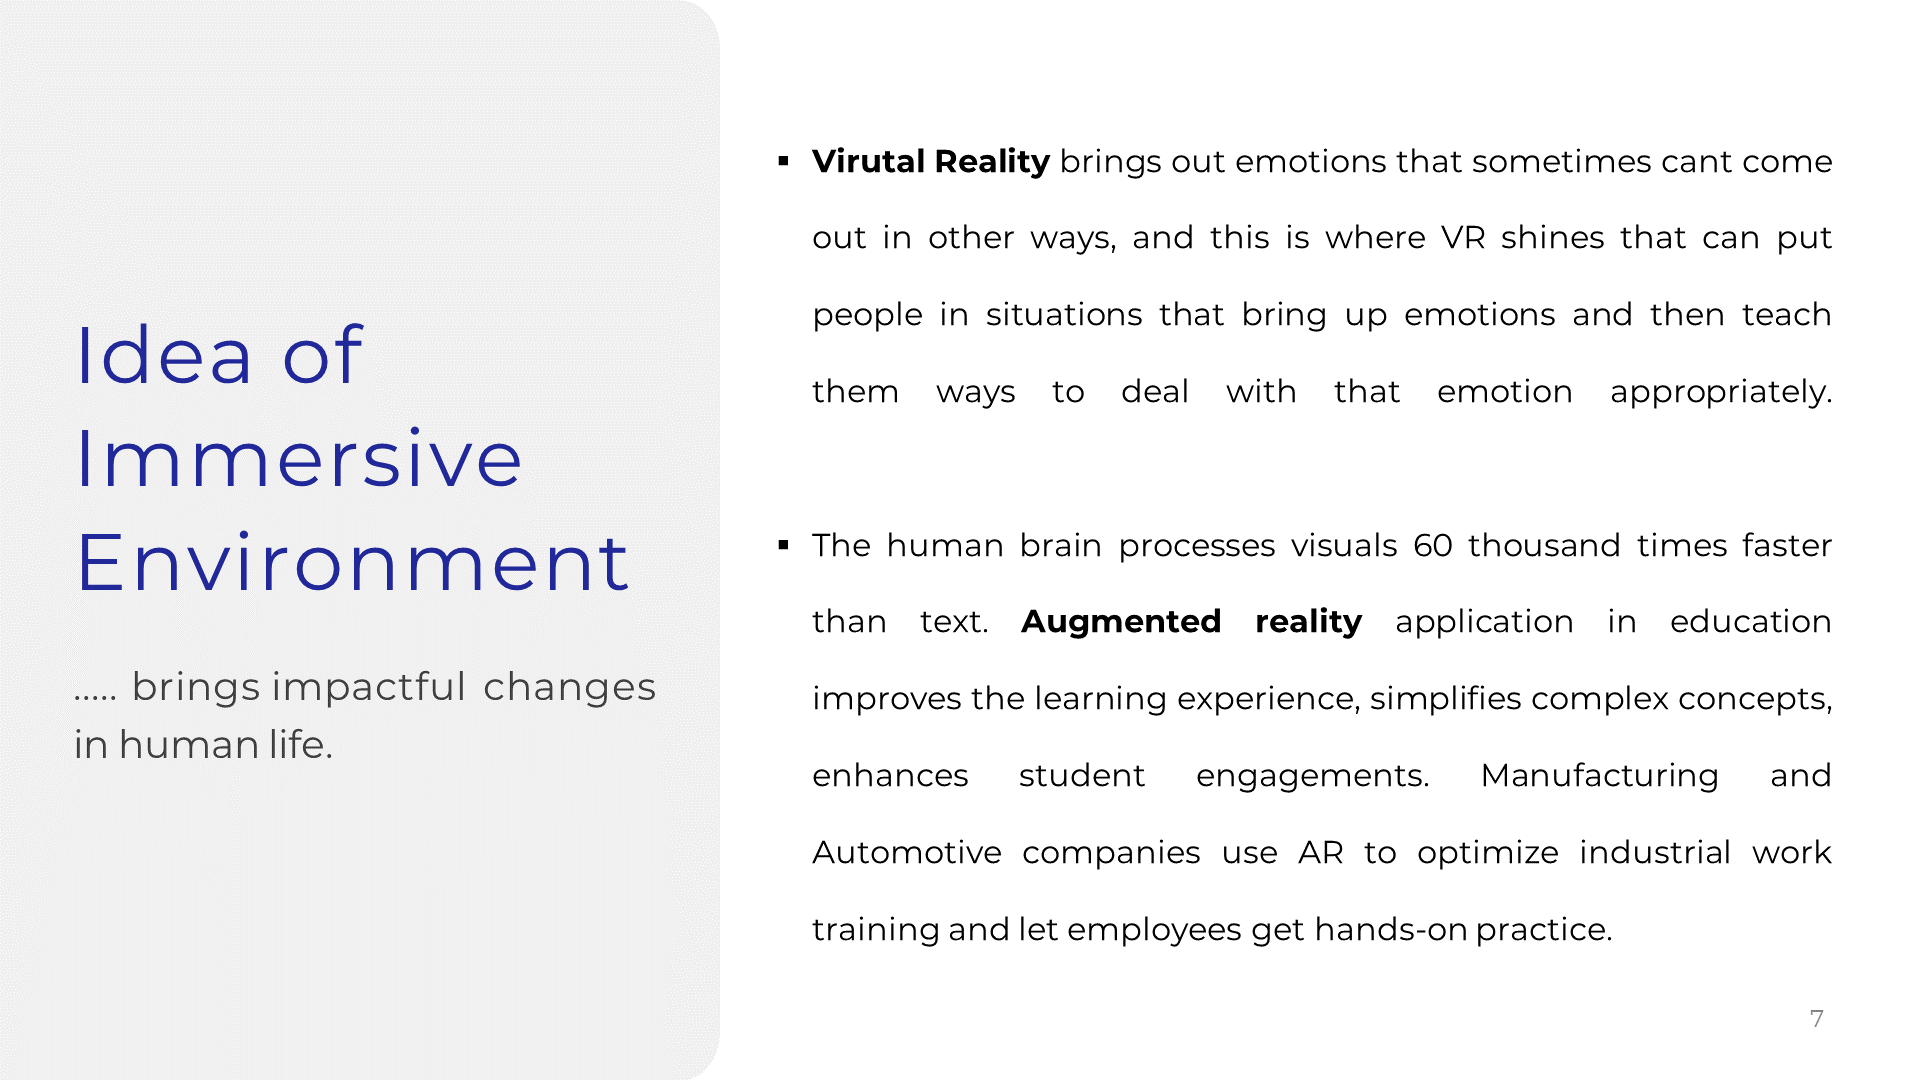 Idea of
Immersive
Environment
..... brings impactful changes
in human life.
▪ Virutal Reality brings out emotions that sometimes cant come
out in other ways, and this is where VR shines that can put
people in situations that bring up emotions and then teach
them ways to deal with that emotion appropriately.
▪ The human brain processes visuals 60 thousand times faster
than text. Augmented reality application in education
improves the learning experience, simplifies complex concepts,
enhances student engagements. Manufacturing and
Automotive companies use AR to optimize industrial work
training and let employees get hands-on practice.
7